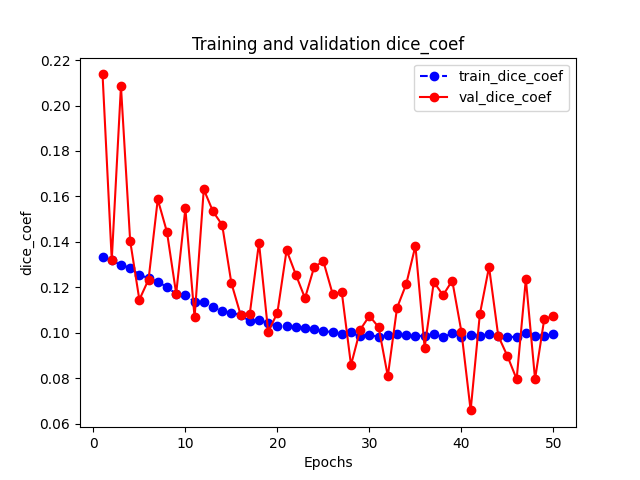 Training and validation dice_coef
train_dice_coef
val_dice_coef
dice_coef
0.22
0.20
0.18
0.16
0.14
0.12
0.10
0.08
0.06
0 10 20 30 40 50
Epochs